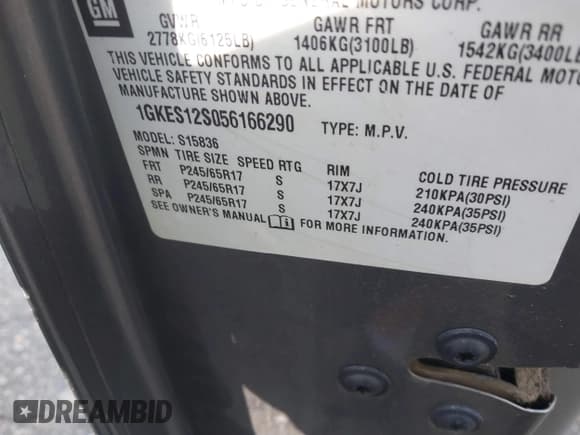 GM
GENERAL MOTORS CORP.
GVWR GAWR FRT GAWR RR
2778KG(6125LB) 1406KG(3100LB) 1542KG(3400LB
THIS VEHICLE CONFORMS TO ALL APPLICABLE U.S. FEDERAL MOTO
VEHICLE SAFETY STANDARDS IN EFFECT ON THE DATE OF
MANUFACTURE SHOWN ABOVE.
1GKES12S056166290 TYPE: M.P.V.
MODEL: S15836
SPMN TIRE SIZE SPEED RTG RIM COLD TIRE PRESSURE
FRT P245/65R17 S 17X7J 210KPA(30PSI)
RR P245/65R17 S 17X7J 240KPA(35PSI)
SPA P245/65R17 S 17X7J 240KPA(35PSI)
SEE OWNER'S MANUAL FOR MORE INFORMATION.
DREAMBID